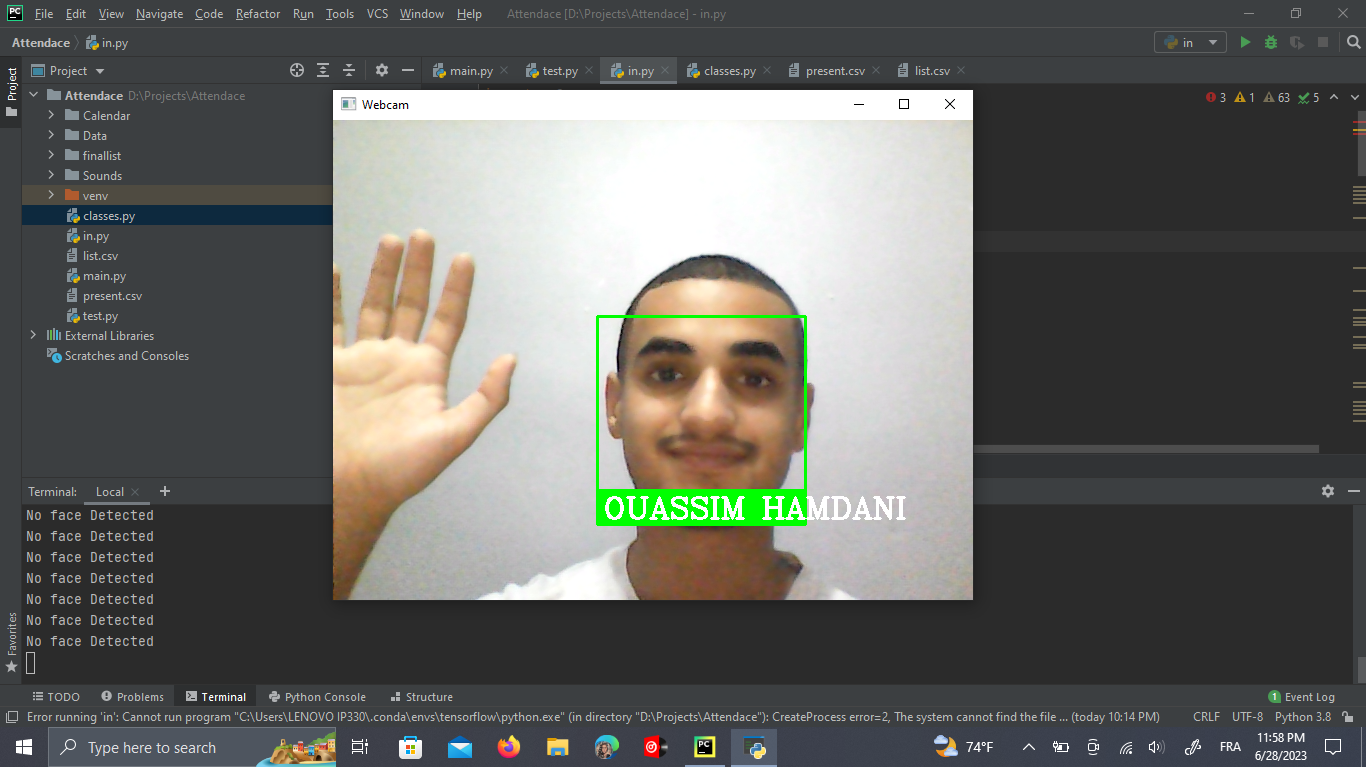 PC File Edit View Navigate Code Refactor Run Tools VCS Window Help Attendace [D:\Projects\Attendace] - in.py
Attendace in.py in
Project main.py test.py in.py classes.py present.csv list.csv
Project
Attendace D:\Projects\Attendace
3 1 63 5
Calendar
Data
finallist
Sounds
venv
classes.py
in.py
list.csv
main.py
present.csv
test.py
External Libraries
Scratches and Consoles
Webcam
OUASSIM HAMDANI
Terminal: Local
No face Detected
No face Detected
No face Detected
No face Detected
No face Detected
No face Detected
No face Detected
Favorites
TODO Problems Terminal Python Console Structure 1 Event Log
Error running 'in': Cannot run program "C:\Users\LENOVO IP330\.conda\envs\tensorflow\python.exe" (in directory "D:\Projects\Attendace"): CreateProcess error=2, The system cannot find the file ... (today 10:14 PM) CRLF UTF-8 Python 3.8
Type here to search PC 74°F FRA 11:58 PM
6/28/2023